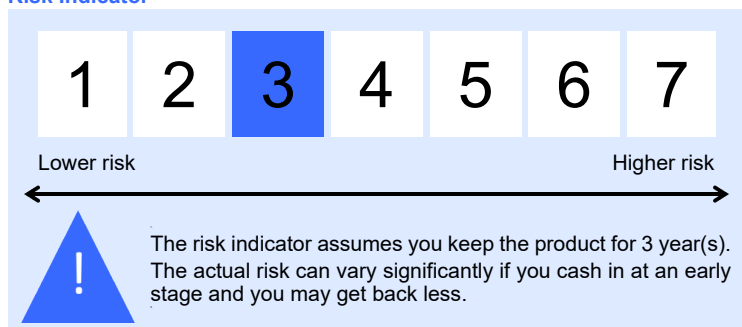 Risk Indicator
1 2 3 4 5 6 7
Lower risk Higher risk
!
The risk indicator assumes you keep the product for 3 year(s).
The actual risk can vary significantly if you cash in at an early
stage and you may get back less.